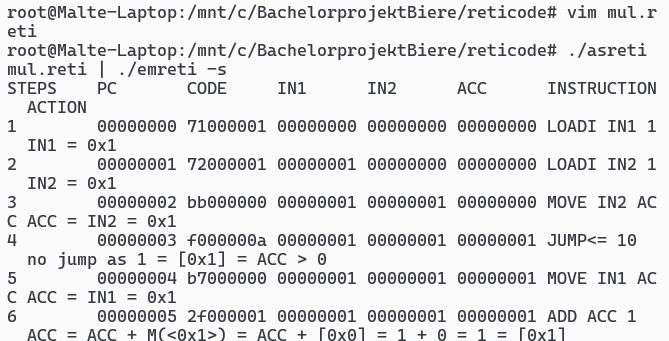 root@Malte-Laptop:/mnt/c/BachelorprojektBiere/reticode# vim mul.r
eti
root@Malte-Laptop:/mnt/c/BachelorprojektBiere/reticode# ./asreti
mul.reti | ./emreti -s
STEPS    PC       CODE     IN1      IN2      ACC      INSTRUCTION
  ACTION
1        00000000 71000001 00000000 00000000 00000000 LOADI IN1 1
  IN1 = 0x1
2        00000001 72000001 00000001 00000000 00000000 LOADI IN2 1
  IN2 = 0x1
3        00000002 bb000000 00000001 00000001 00000000 MOVE IN2 AC
C ACC = IN2 = 0x1
4        00000003 f000000a 00000001 00000001 00000001 JUMP<= 10
  no jump as 1 = [0x1] = ACC > 0
5        00000004 b7000000 00000001 00000001 00000001 MOVE IN1 AC
C ACC = IN1 = 0x1
6        00000005 2f000001 00000001 00000001 00000001 ADD ACC 1
  ACC = ACC + M(<0x1>) = ACC + [0x0] = 1 + 0 = 1 = [0x1]